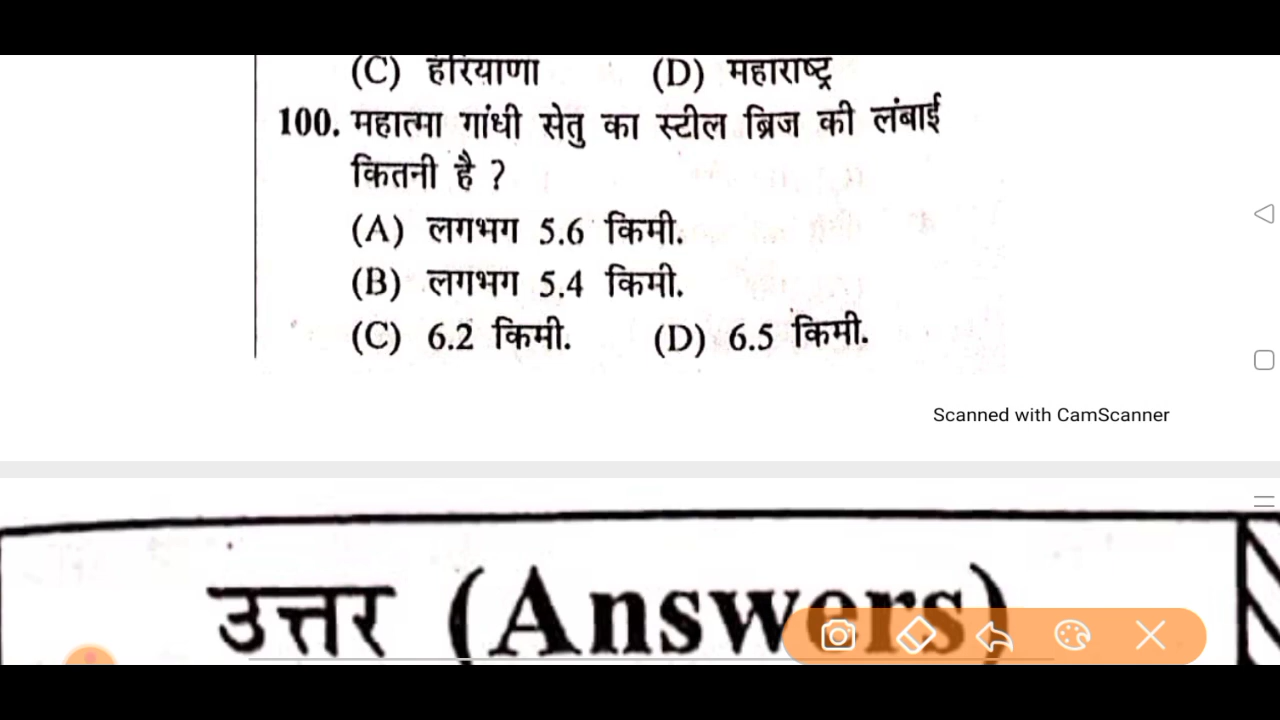 (C) हरियाणा (D) महाराष्ट्र
100. महात्मा गांधी सेतु का स्टील ब्रिज की लंबाई
कितनी है ?
(A) लगभग 5.6 किमी.
(B) लगभग 5.4 किमी.
(C) 6.2 किमी. (D) 6.5 किमी.
Scanned with CamScanner
उत्तर (Answers)